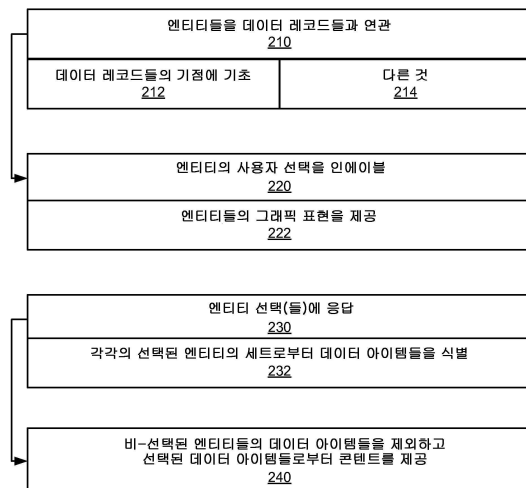 엔티티들을 데이터 레코드들과 연관
210
데이터 레코드들의 기점에 기초
212
다른 것
214
엔티티의 사용자 선택을 인에이블
220
엔티티들의 그래픽 표현을 제공
222
엔티티 선택(들)에 응답
230
각각의 선택된 엔티티의 세트로부터 데이터 아이템들을 식별
232
비-선택된 엔티티들의 데이터 아이템들을 제외하고
선택된 데이터 아이템들로부터 콘텐트를 제공
240